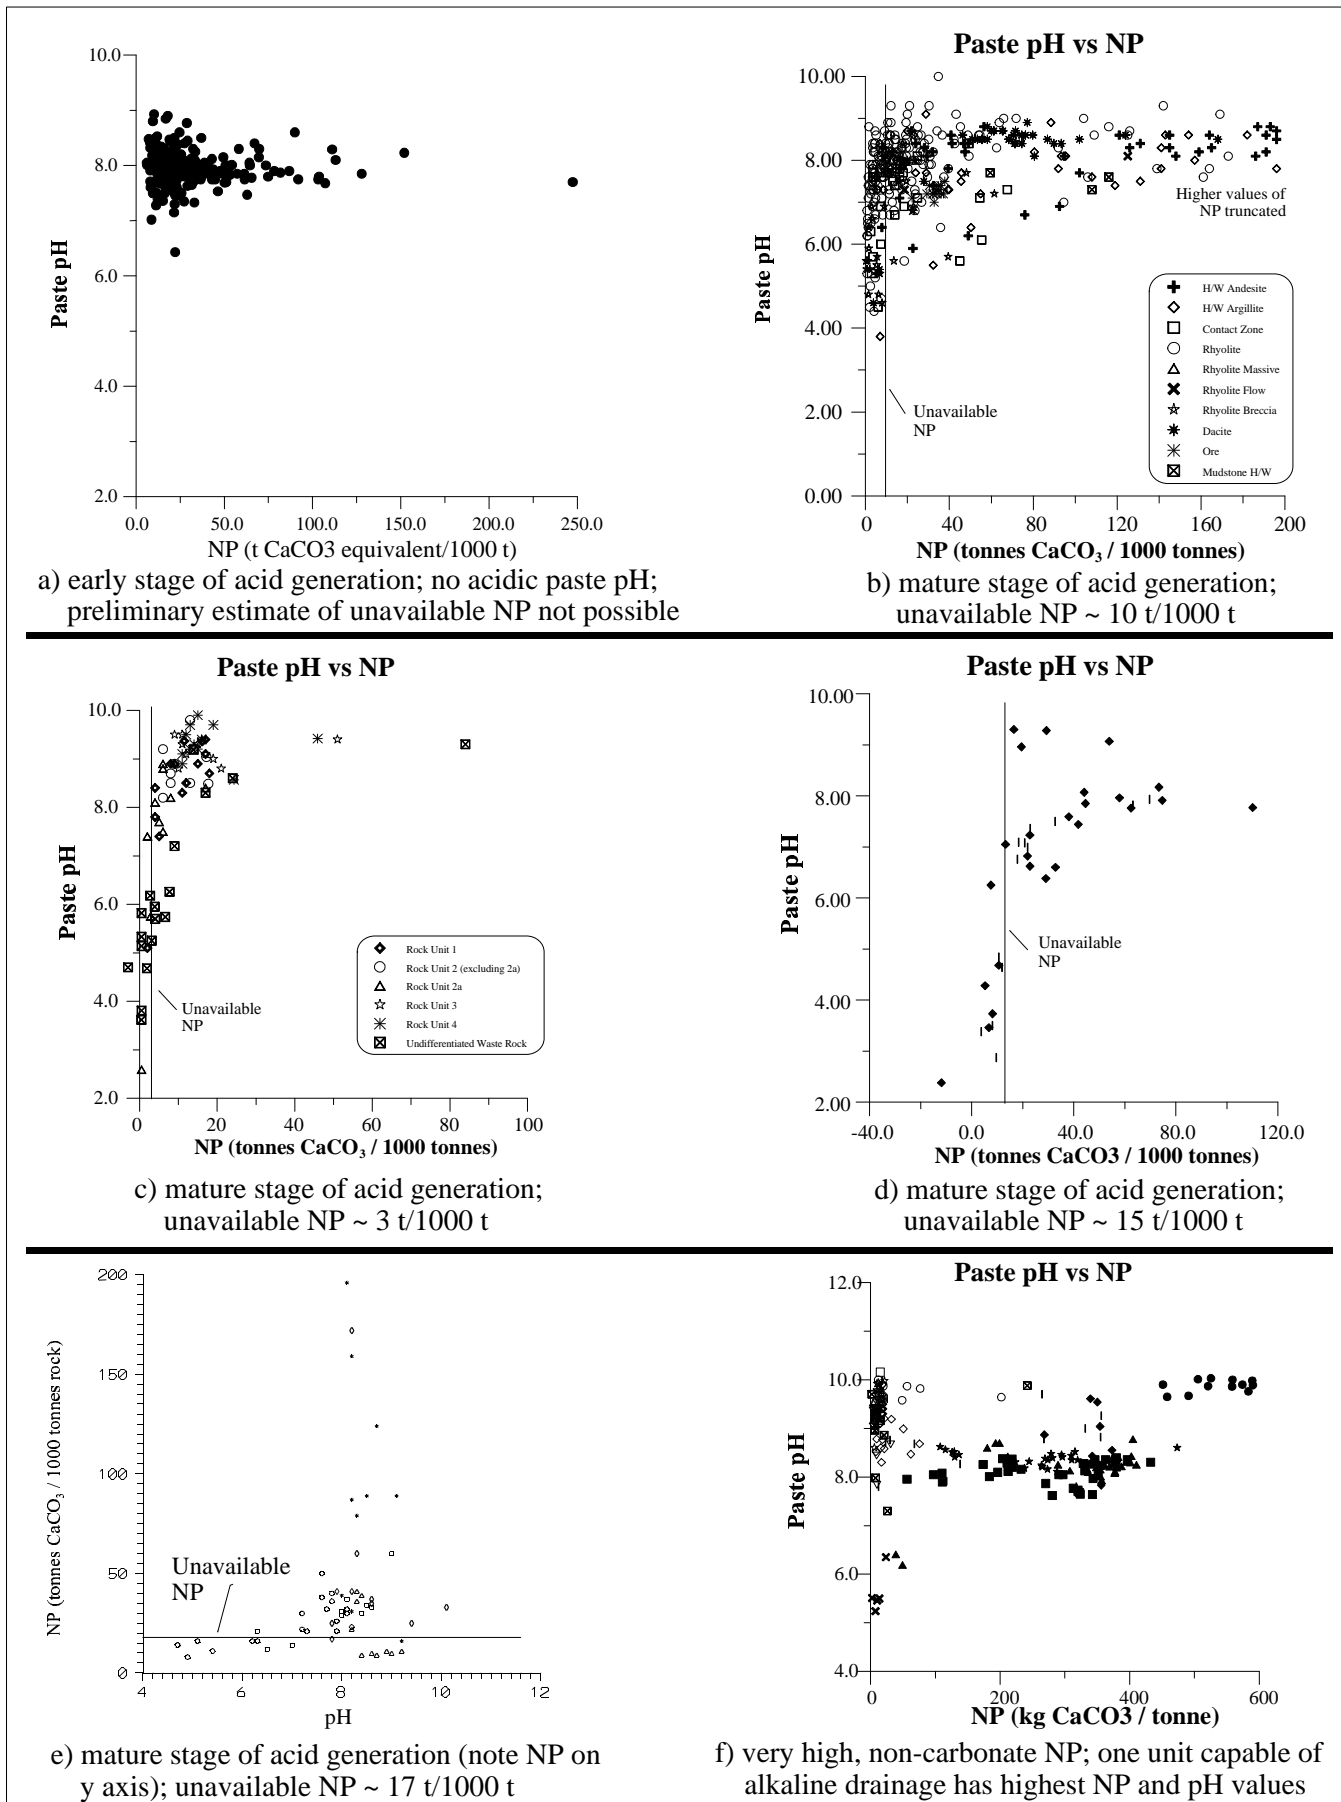 10.0
8.0
6.0
4.0
2.0
Paste pH
0.0
50.0
100.0
150.0
200.0
250.0
NP (t CaCO3 equivalent/1000 t)
a) early stage of acid generation; no acidic paste pH;
preliminary estimate of unavailable NP not possible
Paste pH vs NP
10.00
8.00
6.00
4.00
2.00
0.00
Paste pH
Higher values of
NP truncated
H/W Andesite
H/W Argillite
Contact Zone
Rhyolite
Rhyolite Massive
Rhyolite Flow
Rhyolite Breccia
Dacite
Ore
Mudstone H/W
Unavailable
NP
0
40
80
120
160
200
NP (tonnes CaCO₃ / 1000 tonnes)
b) mature stage of acid generation;
unavailable NP ~ 10 t/1000 t
Paste pH vs NP
10.0
8.0
6.0
4.0
2.0
Paste pH
Rock Unit 1
Rock Unit 2 (excluding 2a)
Rock Unit 2a
Rock Unit 3
Rock Unit 4
Undifferentiated Waste Rock
Unavailable
NP
0
20
40
60
80
100
NP (tonnes CaCO₃ / 1000 tonnes)
c) mature stage of acid generation;
unavailable NP ~ 3 t/1000 t
Paste pH vs NP
10.00
8.00
6.00
4.00
2.00
Paste pH
Unavailable
NP
-40.0
0.0
40.0
80.0
120.0
NP (tonnes CaCO3 / 1000 tonnes)
d) mature stage of acid generation;
unavailable NP ~ 15 t/1000 t
200
150
100
50
0
NP (tonnes CaCO₃ / 1000 tonnes rock)
Unavailable
NP
4
6
8
10
12
pH
e) mature stage of acid generation (note NP on
y axis); unavailable NP ~ 17 t/1000 t
Paste pH vs NP
12.0
10.0
8.0
6.0
4.0
Paste pH
0
200
400
600
NP (kg CaCO3 / tonne)
f) very high, non-carbonate NP; one unit capable of
alkaline drainage has highest NP and pH values